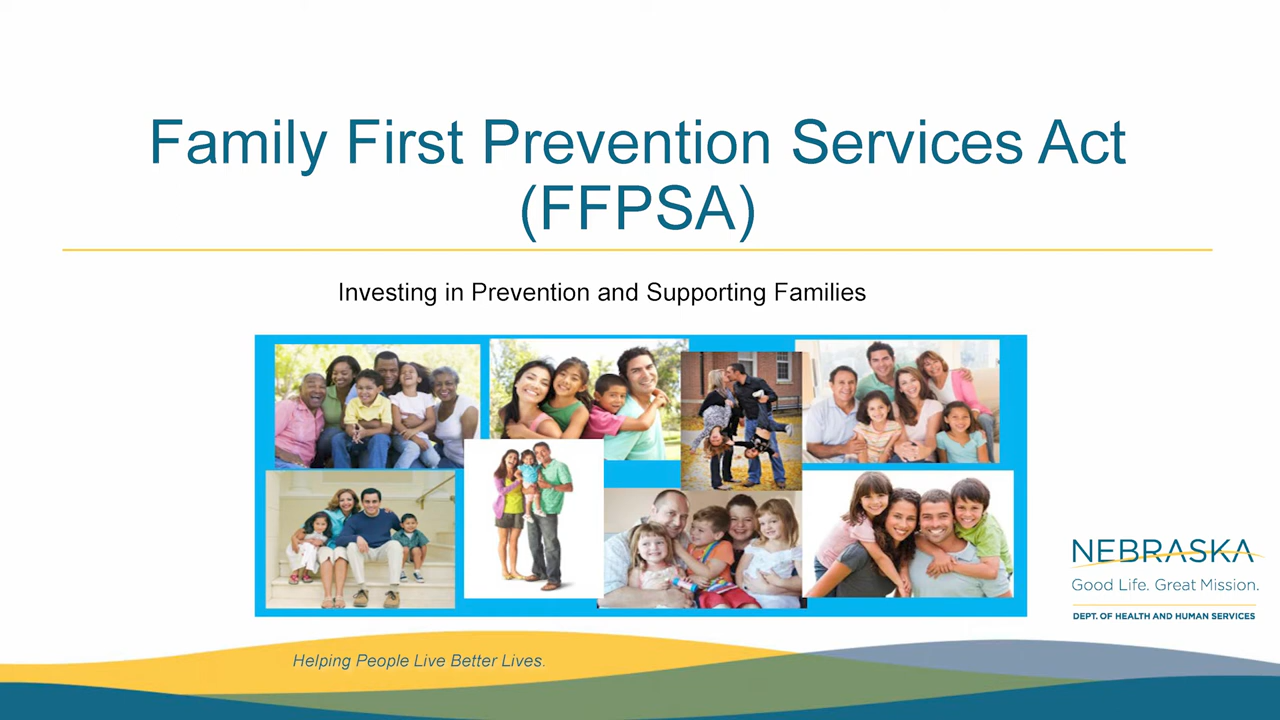 Family First Prevention Services Act
(FFPSA)
Investing in Prevention and Supporting Families
NEBRASKA
Good Life. Great Mission.
DEPT. OF HEALTH AND HUMAN SERVICES
Helping People Live Better Lives.